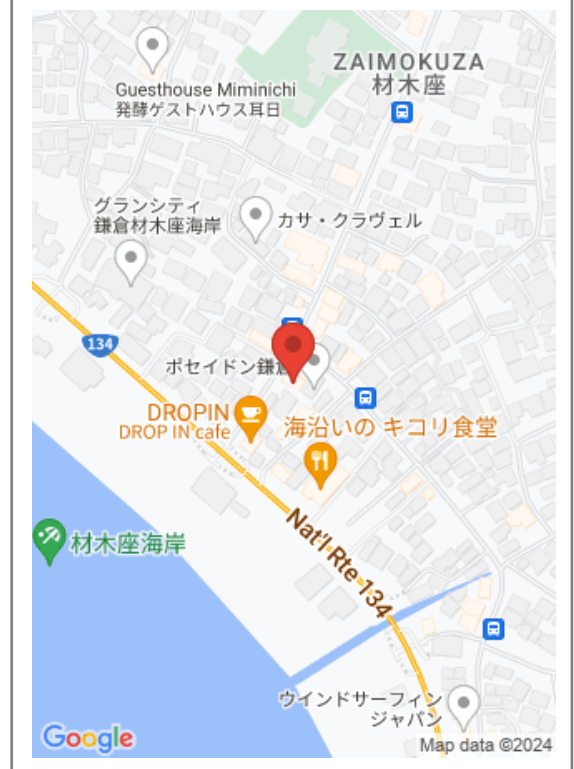 ZAIMOKUZA
材木座
Guesthouse Miminichi
発酵ゲストハウス耳日
グランシティ
鎌倉材木座海岸
カサ・クラヴェル
134
ポセイドン鎌倉
DROPIN
DROP IN cafe
海沿いの キコリ食堂
Nat'l Rte 134
材木座海岸
ウインドサーフィン
ジャパン
Google
Map data ©2024